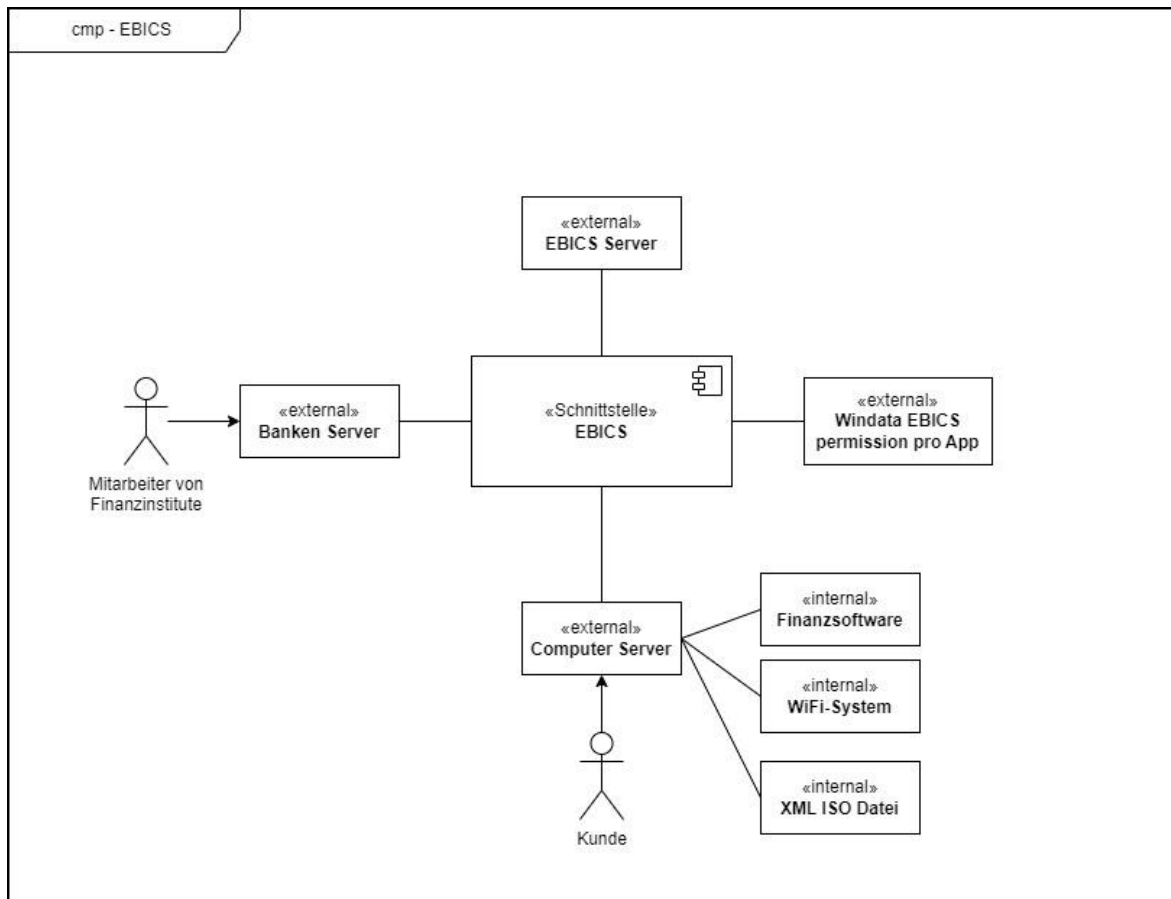 cmp - EBICS
«external»
EBICS Server
«Schnittstelle»
EBICS
«external»
Banken Server
Mitarbeiter von
Finanzinstitute
«external»
Windata EBICS
permission pro App
«external»
Computer Server
Kunde
«internal»
Finanzsoftware
«internal»
WiFi-System
«internal»
XML ISO Datei